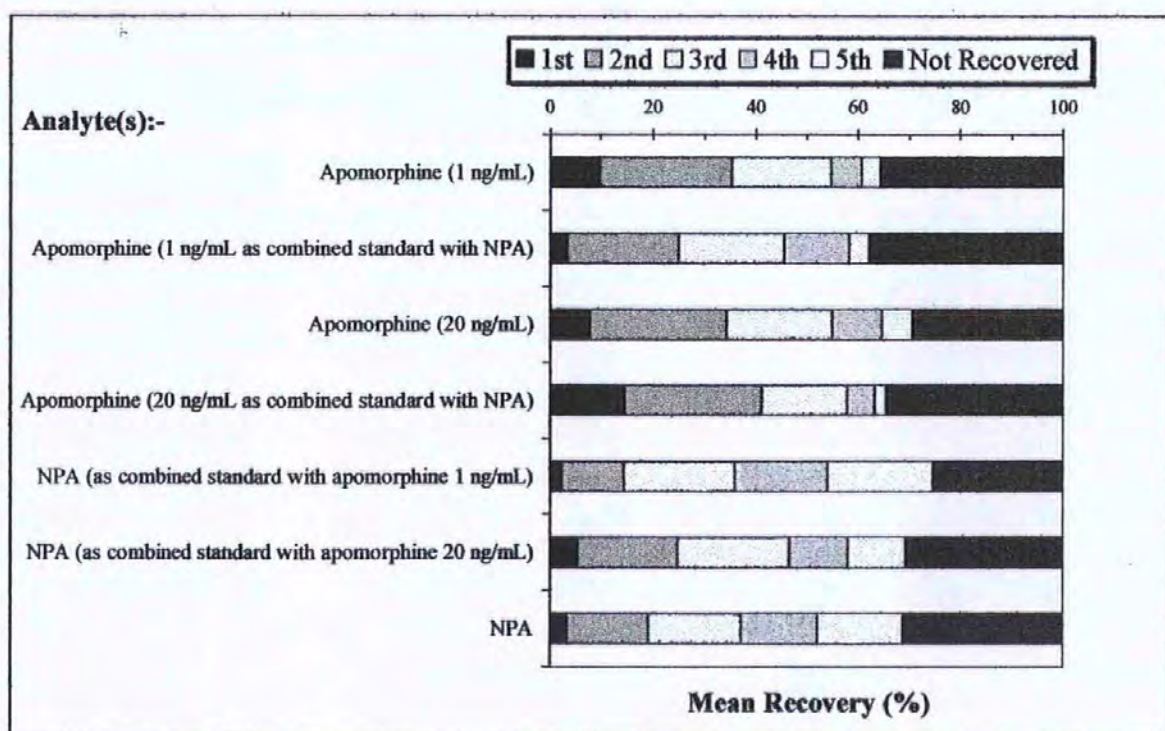 1st 2nd 3rd 4th 5th Not Recovered
0 20 40 60 80 100
Analyte(s):-
Apomorphine (1 ng/mL)
Apomorphine (1 ng/mL as combined standard with NPA)
Apomorphine (20 ng/mL)
Apomorphine (20 ng/mL as combined standard with NPA)
NPA (as combined standard with apomorphine 1 ng/mL)
NPA (as combined standard with apomorphine 20 ng/mL)
NPA
Mean Recovery (%)